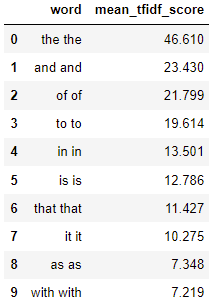 word mean_tfidf_score
0 the the 46.610
1 and and 23.430
2 of of 21.799
3 to to 19.614
4 in in 13.501
5 is is 12.786
6 that that 11.427
7 it it 10.275
8 as as 7.348
9 with with 7.219